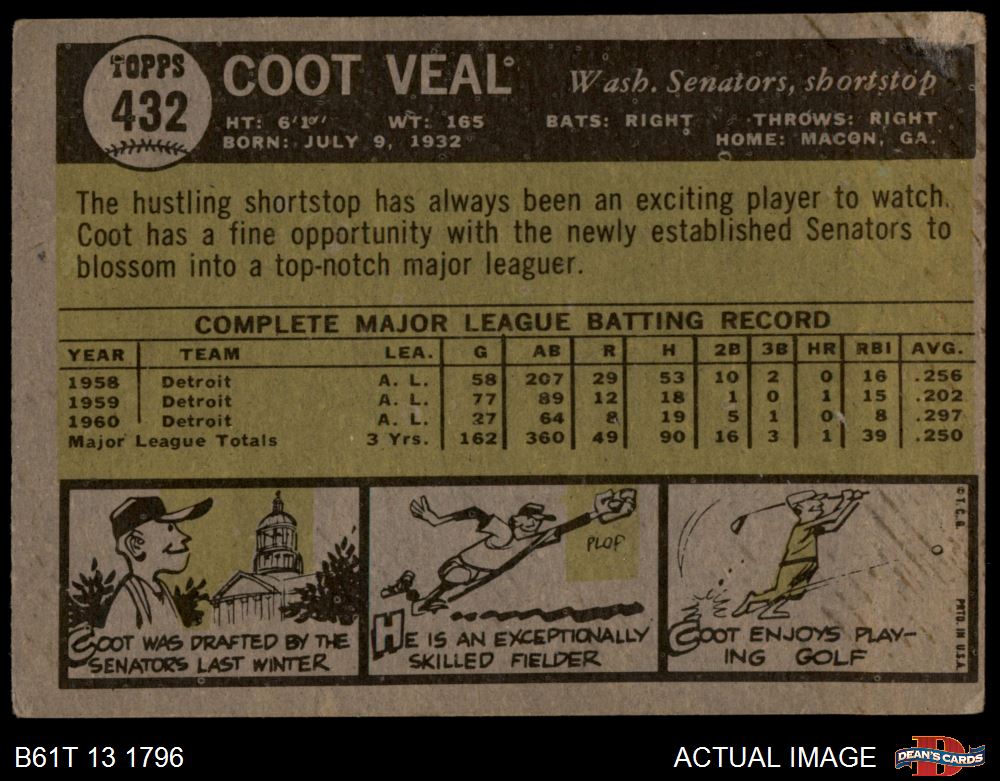 TOPPS
432
COOT VEAL
Wash. Senators, shortstop
HT: 6'1" WT: 165 BATS: RIGHT THROWS: RIGHT
BORN: JULY 9, 1932 HOME: MACON, GA.
The hustling shortstop has always been an exciting player to watch.
Coot has a fine opportunity with the newly established Senators to
blossom into a top-notch major leaguer.
COMPLETE MAJOR LEAGUE BATTING RECORD
YEAR TEAM LEA. G AB R H 2B 3B HR RBI AVG.
1958 Detroit A. L. 58 207 29 53 10 2 0 16 .256
1959 Detroit A. L. 77 89 12 18 1 0 1 15 .202
1960 Detroit A. L. 27 64 8 19 5 1 0 8 .297
Major League Totals 3 Yrs. 162 360 49 90 16 3 1 39 .250
COOT WAS DRAFTED BY THE
SENATORS LAST WINTER
PLOP
HE IS AN EXCEPTIONALLY
SKILLED FIELDER
COOT ENJOYS PLAY-
ING GOLF
© T. C. G.
PRTD. IN U.S.A.
B61T 13 1796
ACTUAL IMAGE
D
DEAN'S CARDS